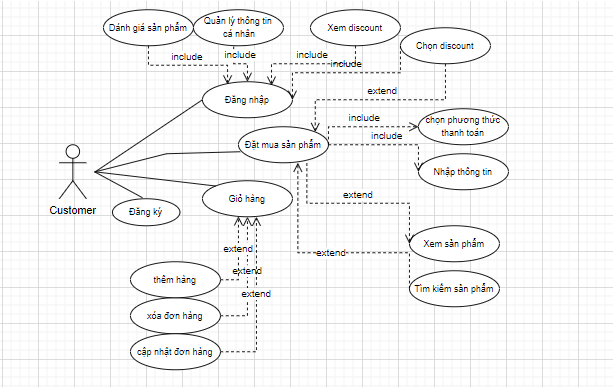 Dánh giá sản phẩm
Quản lý thông tin
cá nhân
Xem discount
Chọn discount
include
include
include
include
extend
Đăng nhập
include
chọn phương thức
thanh toán
Đặt mua sản phẩm
include
Nhập thông tin
Customer
Giỏ hàng
extend
Đăng ký
Xem sản phẩm
extend
extend
thêm hàng
extend
Tìm kiếm sản phẩm
extend
xóa đơn hàng
cập nhật đơn hàng